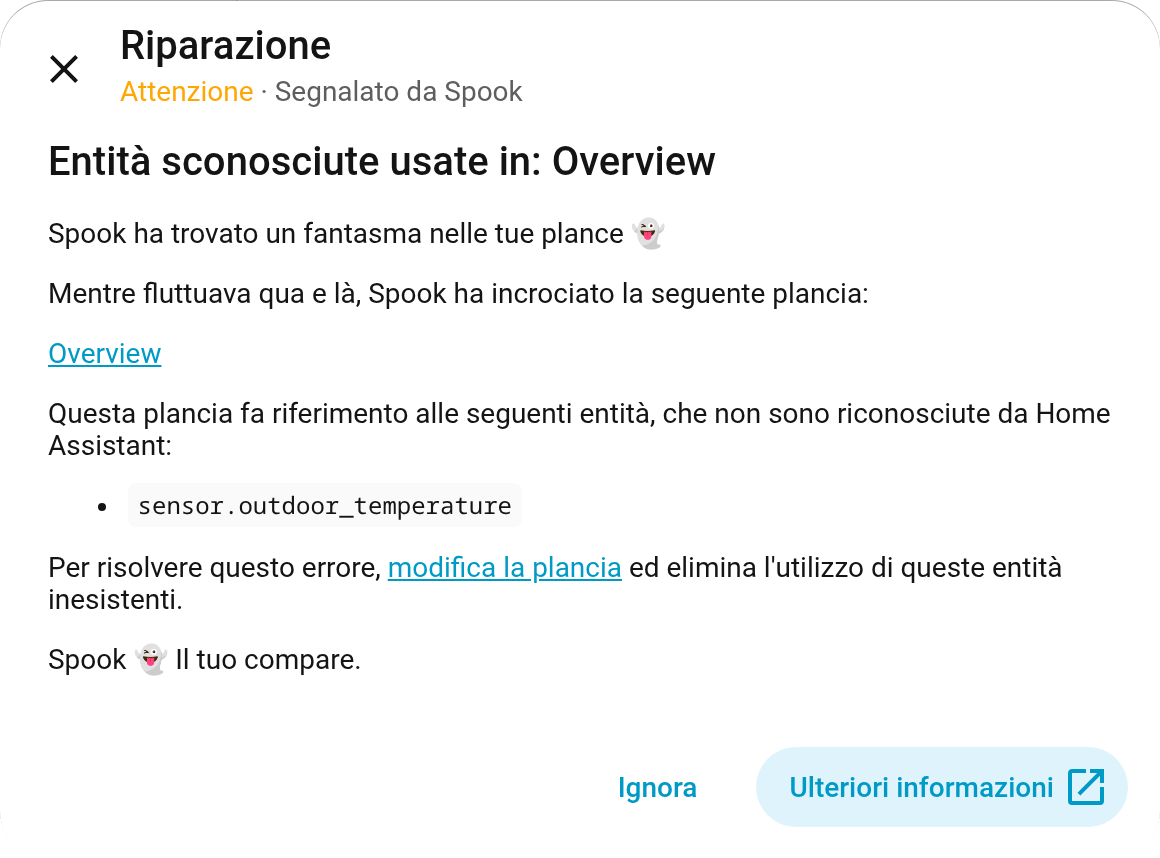 Riparazione
Attenzione · Segnalato da Spook
Entità sconosciute usate in: Overview
Spook ha trovato un fantasma nelle tue plance 👻
Mentre fluttuava qua e là, Spook ha incrociato la seguente plancia:
Overview
Questa plancia fa riferimento alle seguenti entità, che non sono riconosciute da Home
Assistant:
• sensor.outdoor_temperature
Per risolvere questo errore, modifica la plancia ed elimina l'utilizzo di queste entità
inesistenti.
Spook 👻 Il tuo compare.
Ignora
Ulteriori informazioni